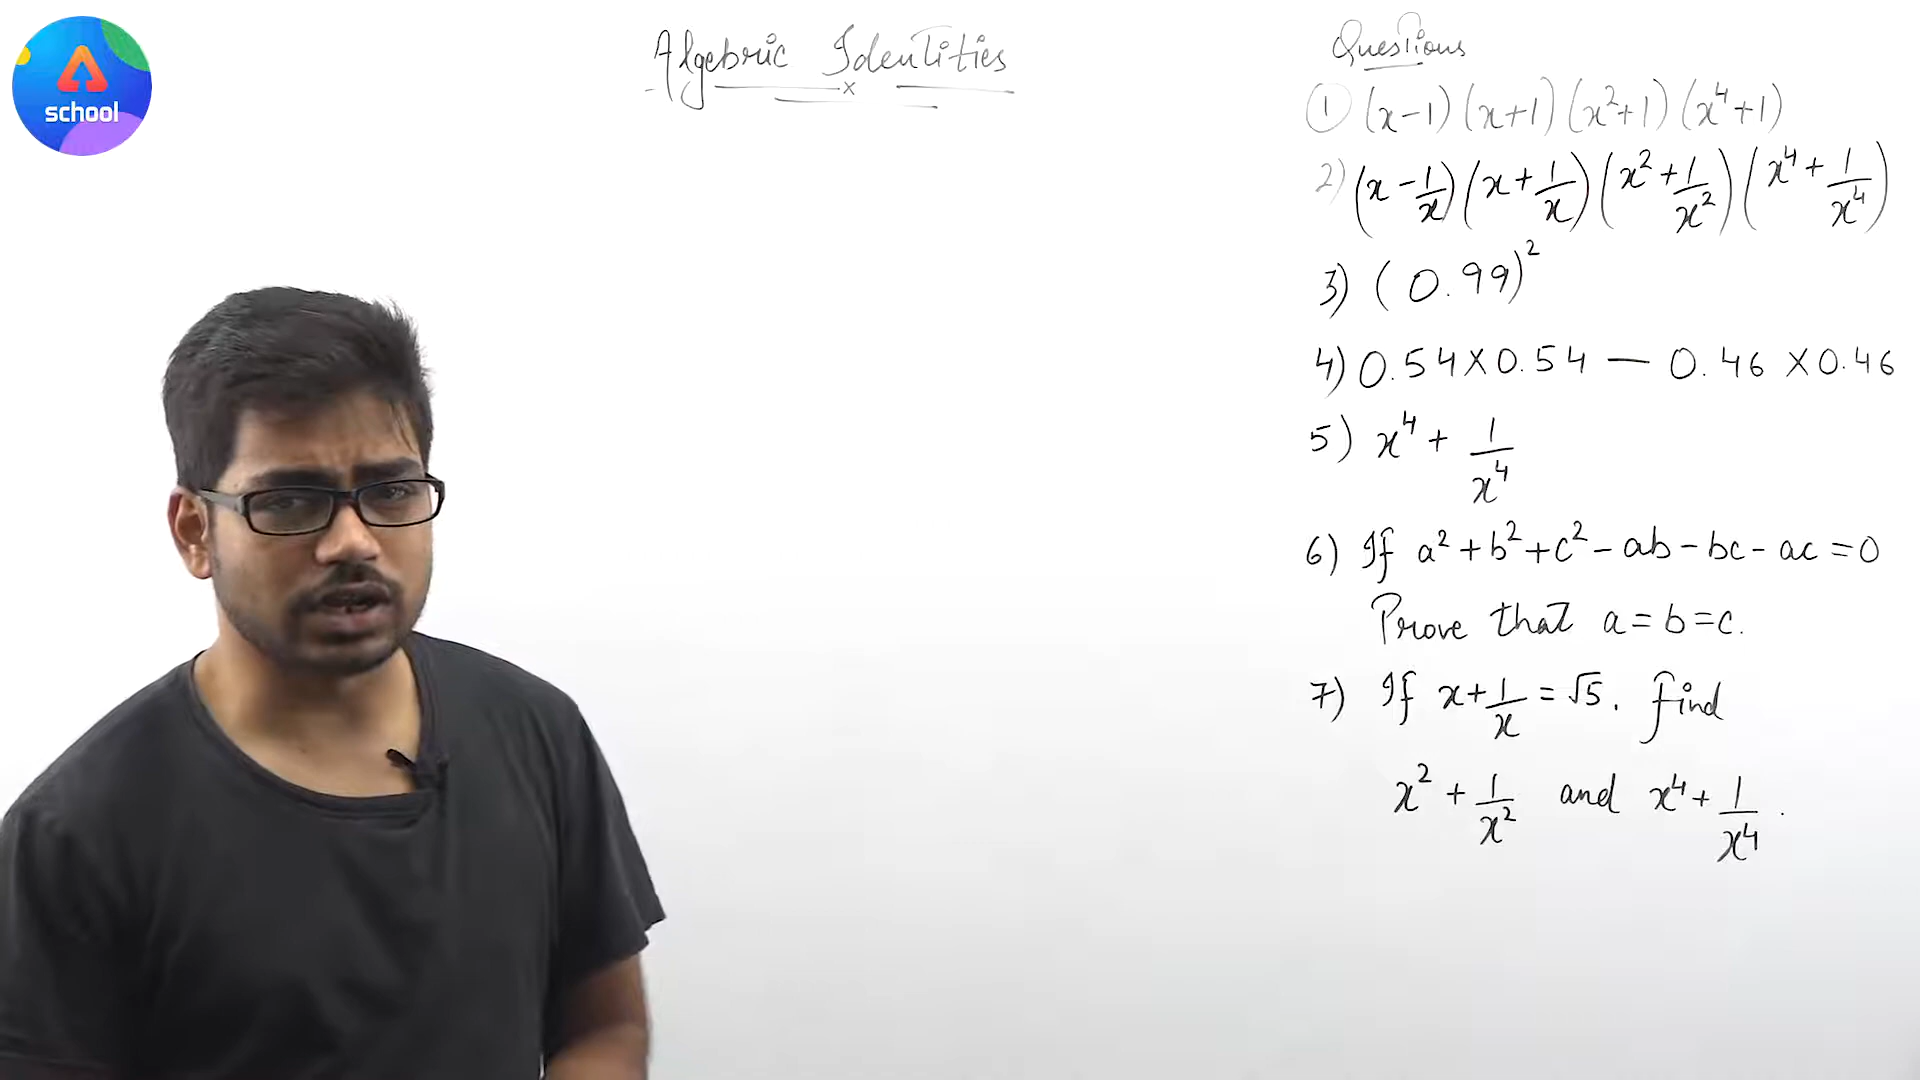 school
Algebric Identities
Questions
① (x-1) (x+1) (x²+1) (x⁴+1)
2) (x - 1/x) (x + 1/x) (x² + 1/x²) (x⁴ + 1/x⁴)
3) (0.99)²
4) 0.54 × 0.54 — 0.46 × 0.46
5) x⁴ + 1/x⁴
6) If a² + b² + c² - ab - bc - ac = 0
Prove that a = b = c.
7) If x + 1/x = √5. find
x² + 1/x² and x⁴ + 1/x⁴.